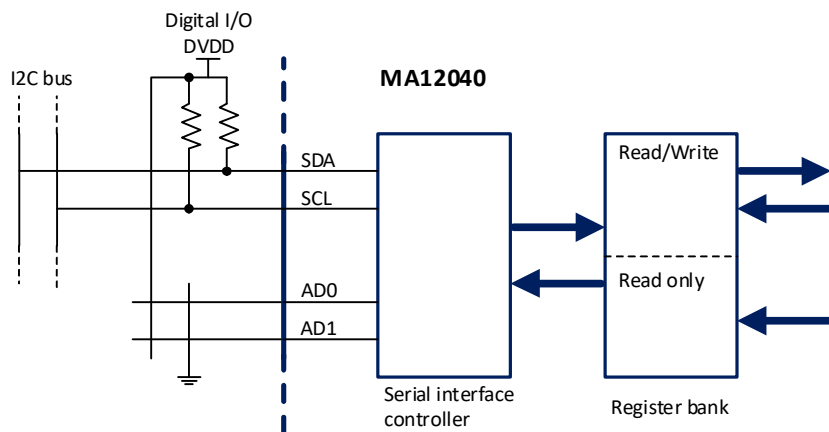 Digital I/O
DVDD
I2C bus
MA12040
SDA
SCL
AD0
AD1
Read/Write
Read only
Serial interface
controller
Register bank